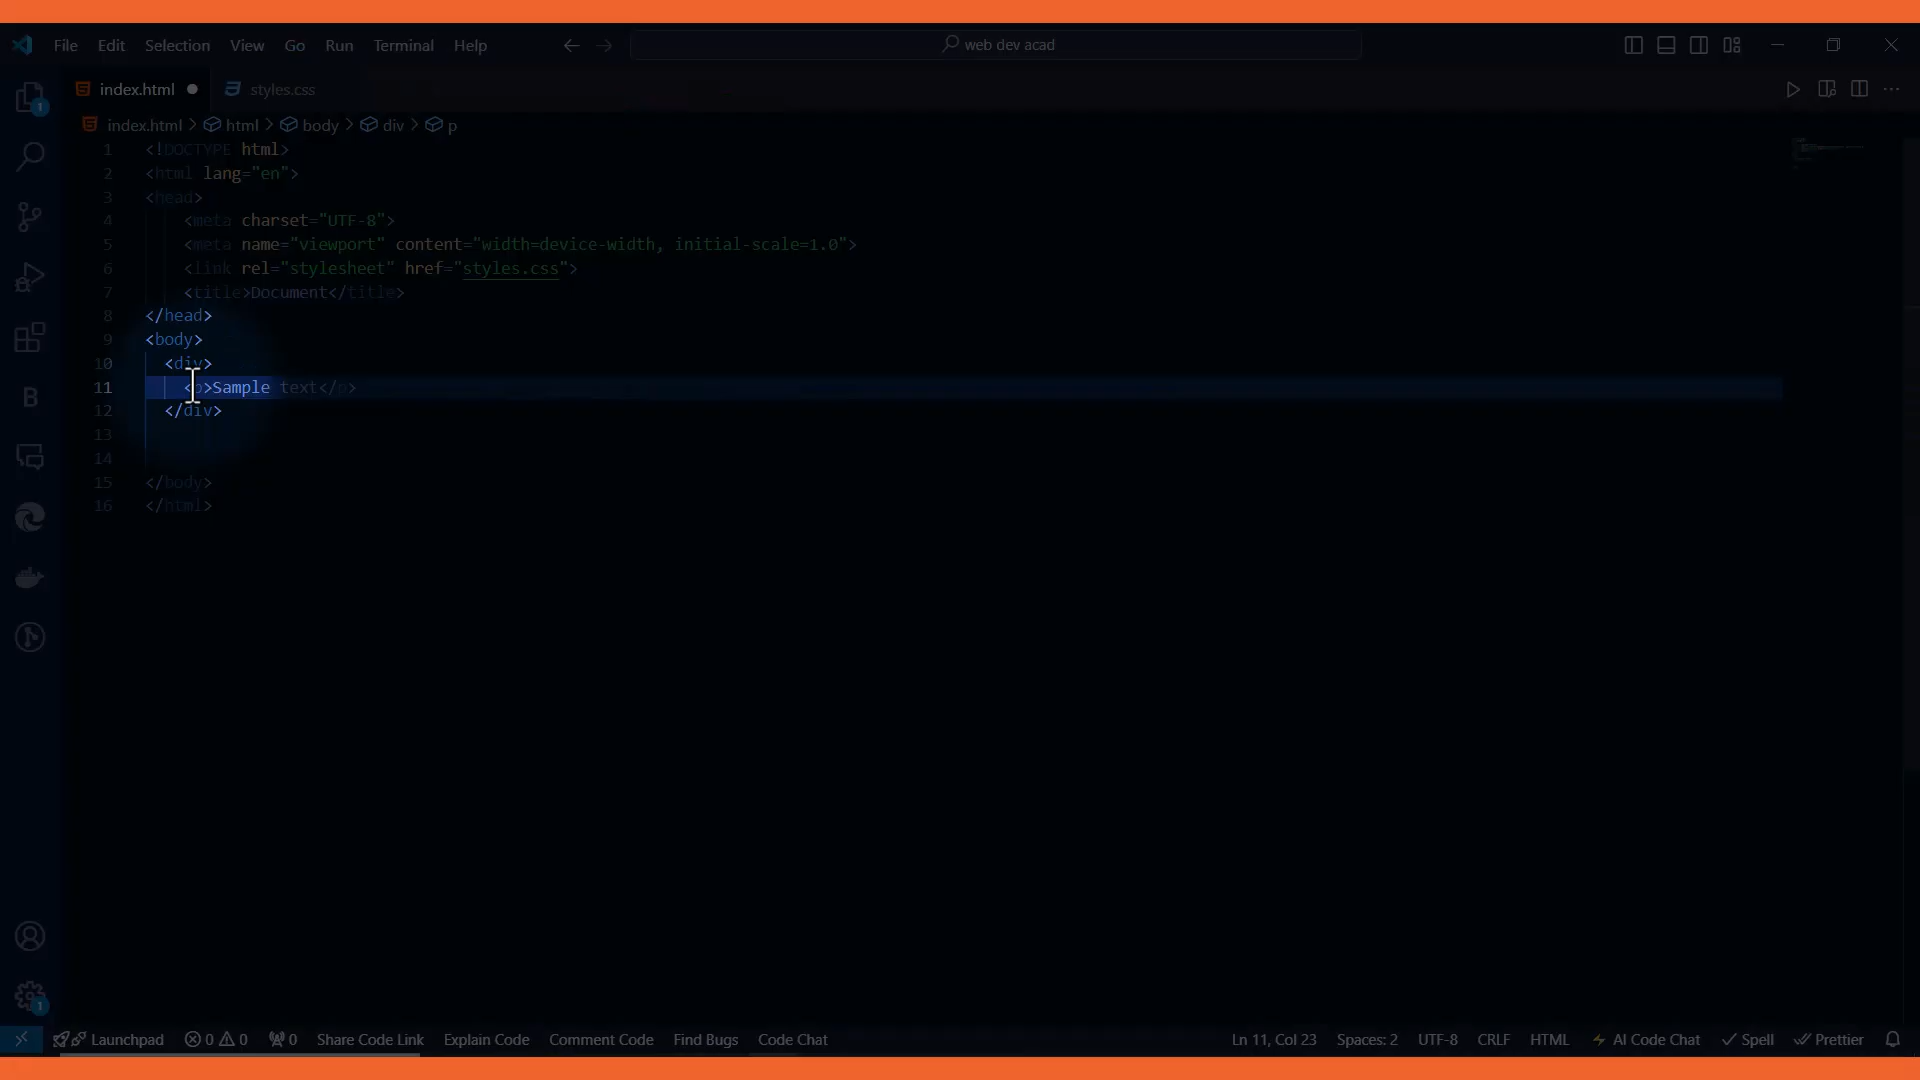 File Edit Selection View Go Run Terminal Help web dev acad
index.html styles.css
index.html > html > body > div > p
1 <!DOCTYPE html>
2 <html lang="en">
3 <head>
4 <meta charset="UTF-8">
5 <meta name="viewport" content="width=device-width, initial-scale=1.0">
6 <link rel="stylesheet" href="styles.css">
7 <title>Document</title>
8 </head>
9 <body>
10 <div>
11 <p>Sample text</p>
12 </div>
13
14
15 </body>
16 </html>
1
B
1
Launchpad 0 0 0 Share Code Link Explain Code Comment Code Find Bugs Code Chat Ln 11, Col 23 Spaces: 2 UTF-8 CRLF HTML AI Code Chat Spell Prettier